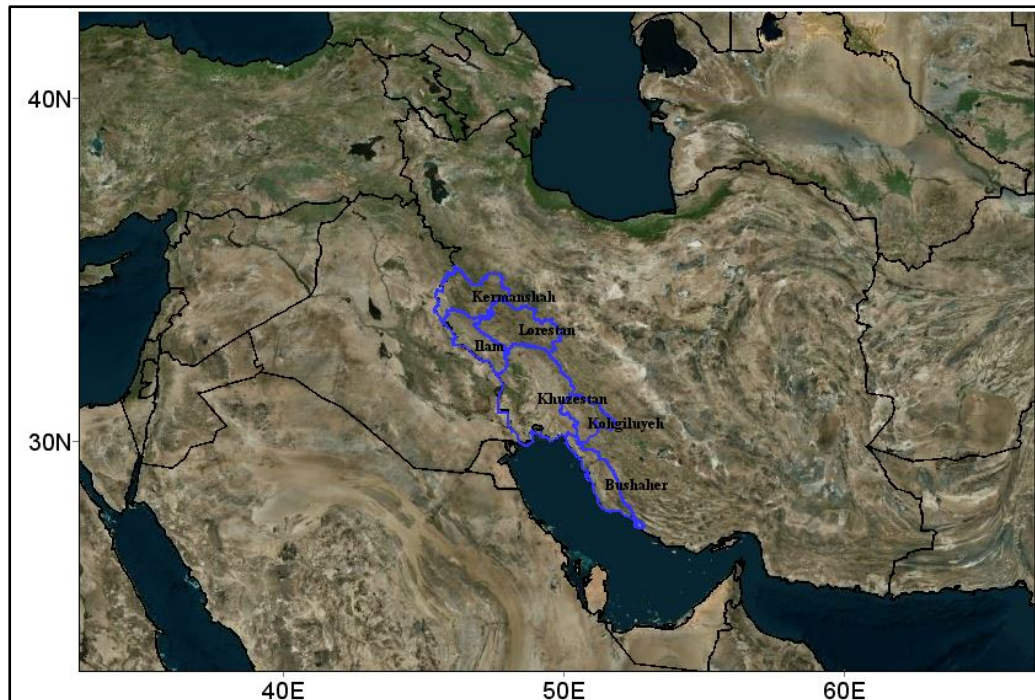 40N
Kermanshah
Lorestan
Ilam
Khuzestan
Kohgiluyeh
30N
Bushaher
40E 50E 60E